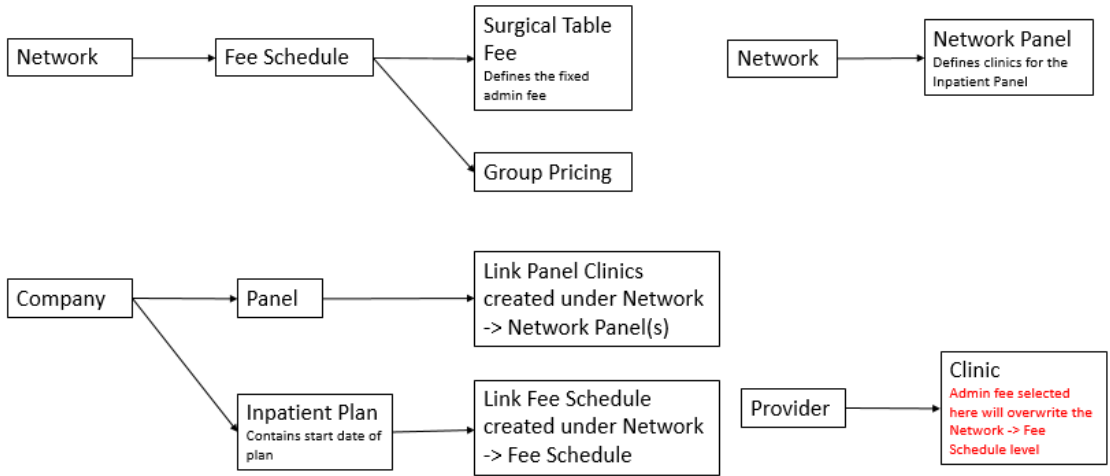 Network
Fee Schedule
Surgical Table
Fee
Defines the fixed
admin fee
Group Pricing
Network
Network Panel
Defines clinics for the
Inpatient Panel
Company
Panel
Link Panel Clinics
created under Network
-> Network Panel(s)
Inpatient Plan
Contains start date of
plan
Link Fee Schedule
created under Network
-> Fee Schedule
Provider
Clinic
Admin fee selected
here will overwrite the
Network -> Fee
Schedule level